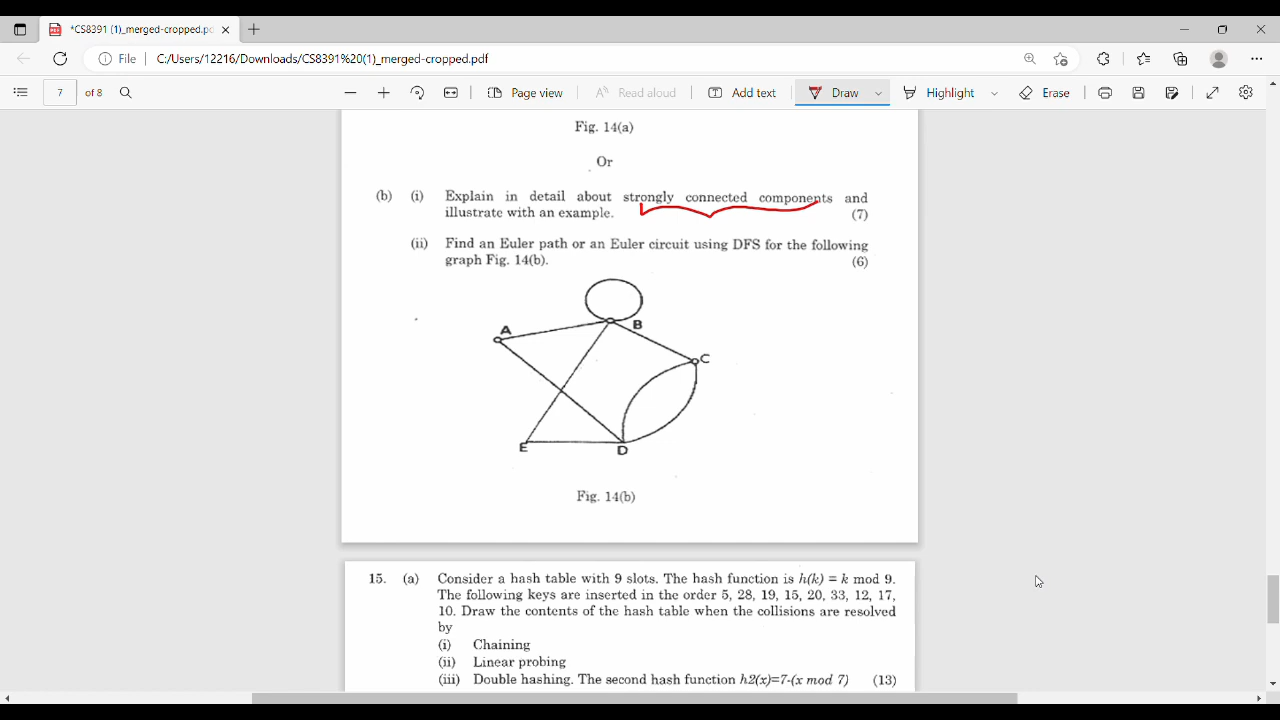 *CS8391 (1)_merged-cropped.pd
File
C:/Users/12216/Downloads/CS8391%20(1)_merged-cropped.pdf
7 of 8
Page view
Read aloud
Add text
Draw
Highlight
Erase
Fig. 14(a)
Or
(b) (i) Explain in detail about strongly connected components and
illustrate with an example. (7)
(ii) Find an Euler path or an Euler circuit using DFS for the following
graph Fig. 14(b). (6)
A
B
C
E
D
Fig. 14(b)
15. (a) Consider a hash table with 9 slots. The hash function is h(k) = k mod 9.
The following keys are inserted in the order 5, 28, 19, 15, 20, 33, 12, 17,
10. Draw the contents of the hash table when the collisions are resolved
by
(i) Chaining
(ii) Linear probing
(iii) Double hashing. The second hash function h2(x)=7-(x mod 7) (13)